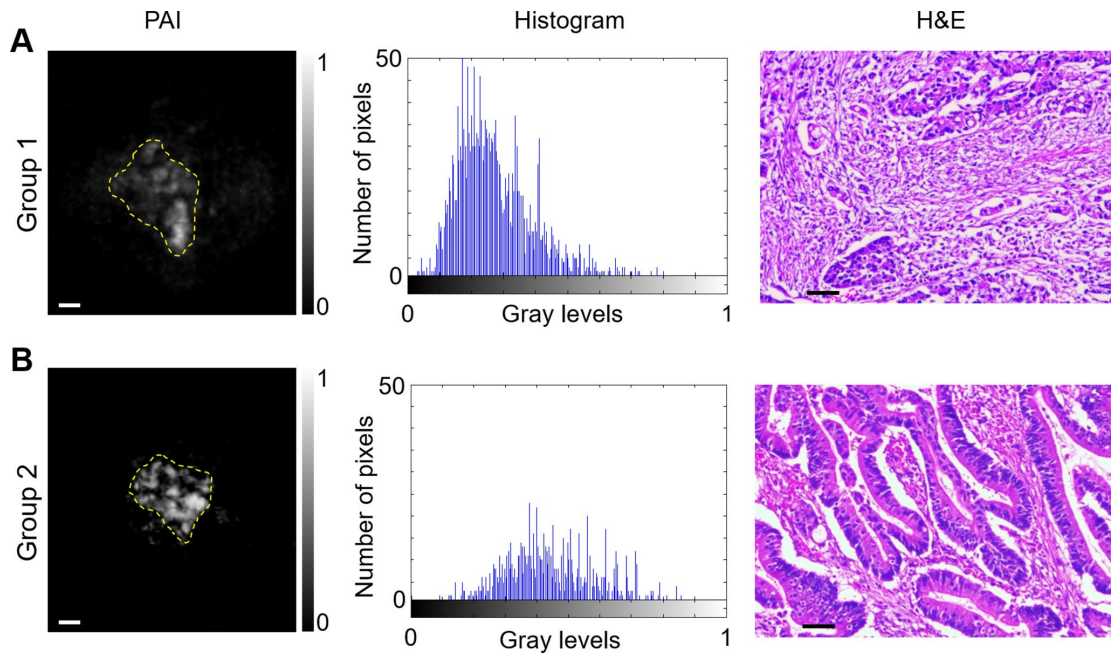 PAI
Histogram
H&E
A
Group 1
1
0
Number of pixels
50
0
0
1
Gray levels
B
Group 2
1
0
Number of pixels
50
0
0
1
Gray levels